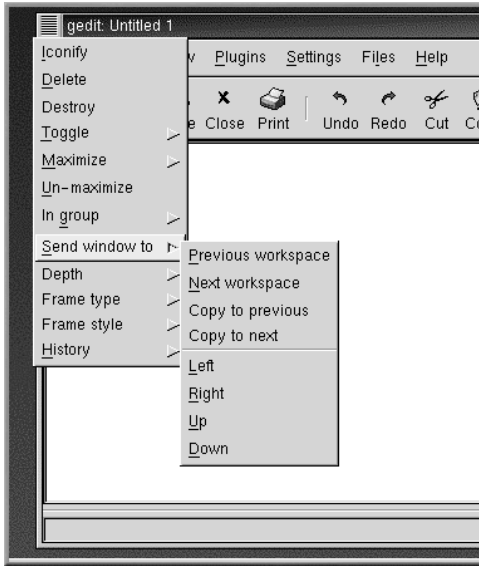 gedit: Untitled 1
Plugins Settings Files Help
Close Print Undo Redo Cut
Iconify
Delete
Destroy
Toggle
Maximize
Un-maximize
In group
Send window to
Depth
Frame type
Frame style
History
Previous workspace
Next workspace
Copy to previous
Copy to next
Left
Right
Up
Down